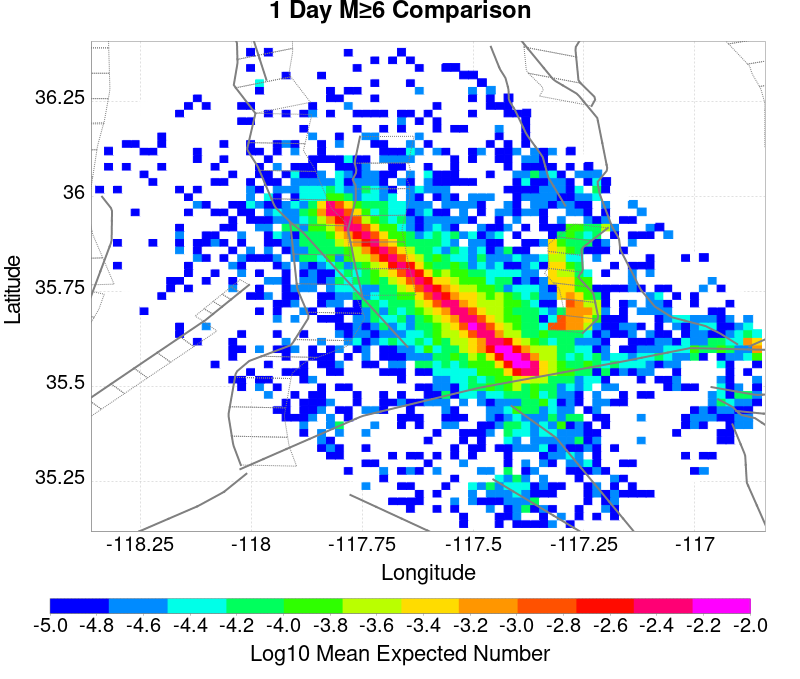 1 Day M≥6 Comparison
36.25
36
35.75
35.5
35.25
Latitude
-118.25 -118 -117.75 -117.5 -117.25 -117
Longitude
-5.0 -4.8 -4.6 -4.4 -4.2 -4.0 -3.8 -3.6 -3.4 -3.2 -3.0 -2.8 -2.6 -2.4 -2.2 -2.0
Log10 Mean Expected Number